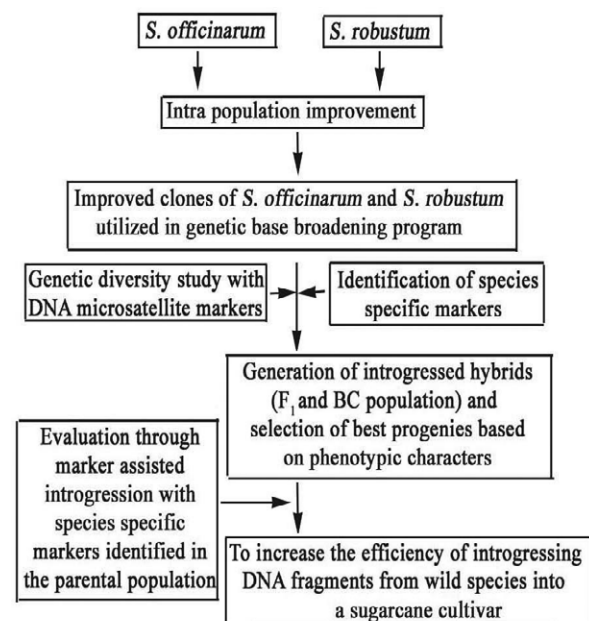 S. officinarum
S. robustum
Intra population improvement
Improved clones of S. officinarum and S. robustum
utilized in genetic base broadening program
Genetic diversity study with
DNA microsatellite markers
Identification of species
specific markers
Generation of introgressed hybrids
(F₁ and BC population) and
selection of best progenies based
on phenotypic characters
Evaluation through
marker assisted
introgression with
species specific
markers identified in
the parental population
To increase the efficiency of introgressing
DNA fragments from wild species into
a sugarcane cultivar